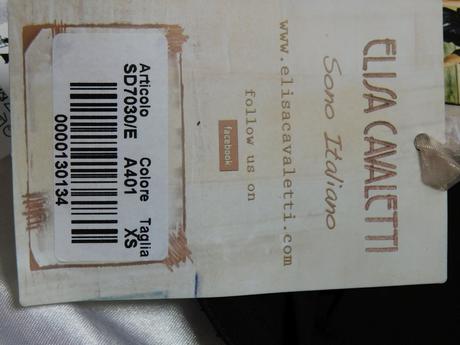 ELISA CAVALETTI
Sono Italiano
www.elisacavaletti.com
follow us on
facebook
Articolo Colore Taglia
SD7030/E A401 XS
0000130134